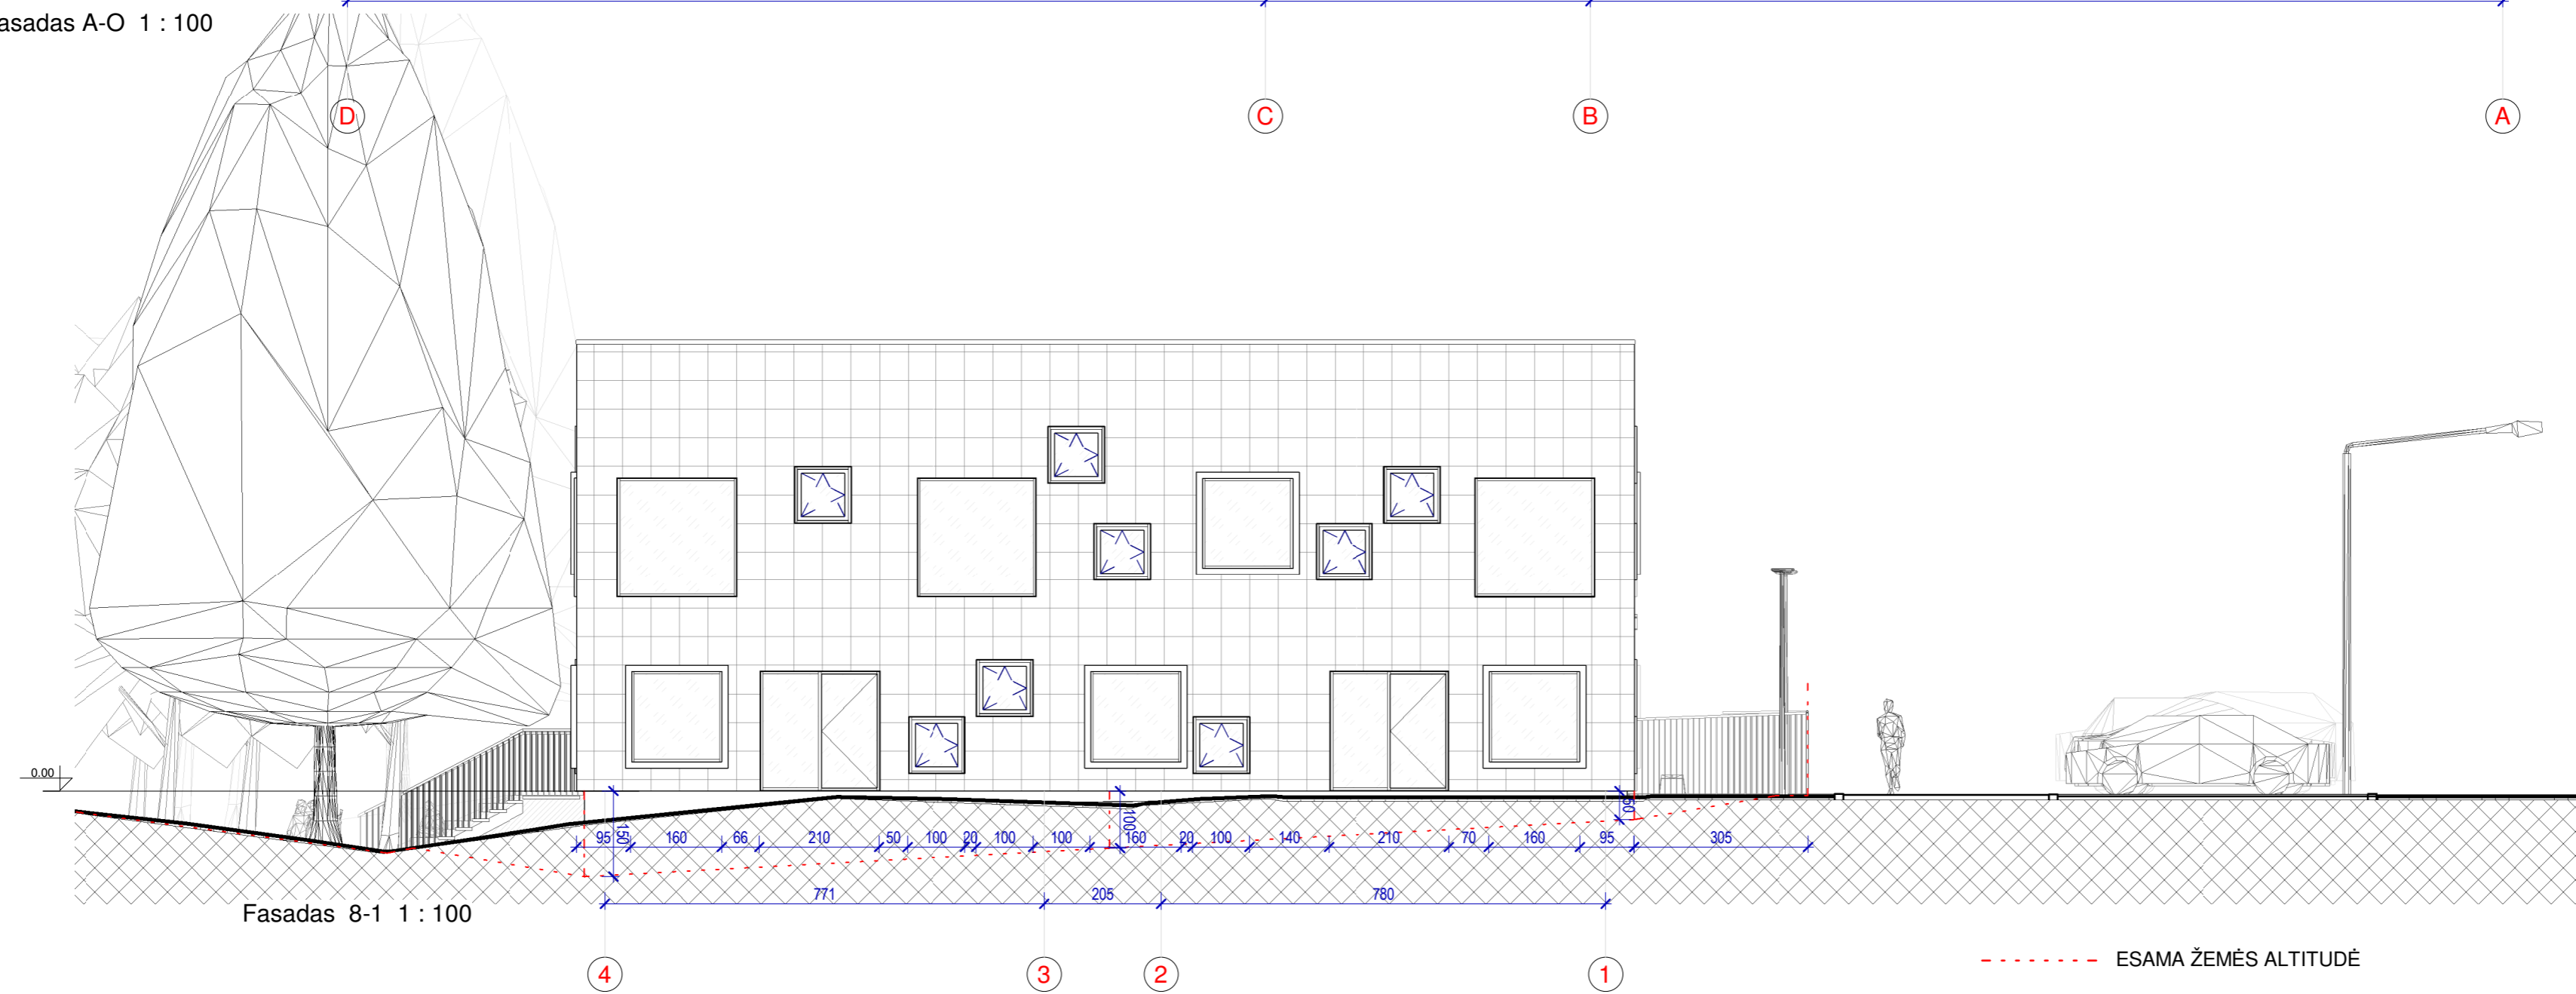 asadas A-O 1 : 100
D C B A
0.00
150 100 50
95 160 66 210 50 100 20 100 100 160 20 100 140 210 70 160 95 305
771 205 780
Fasadas 8-1 1 : 100
4 3 2 1
ESAMA ŽEMĖS ALTITUDĖ